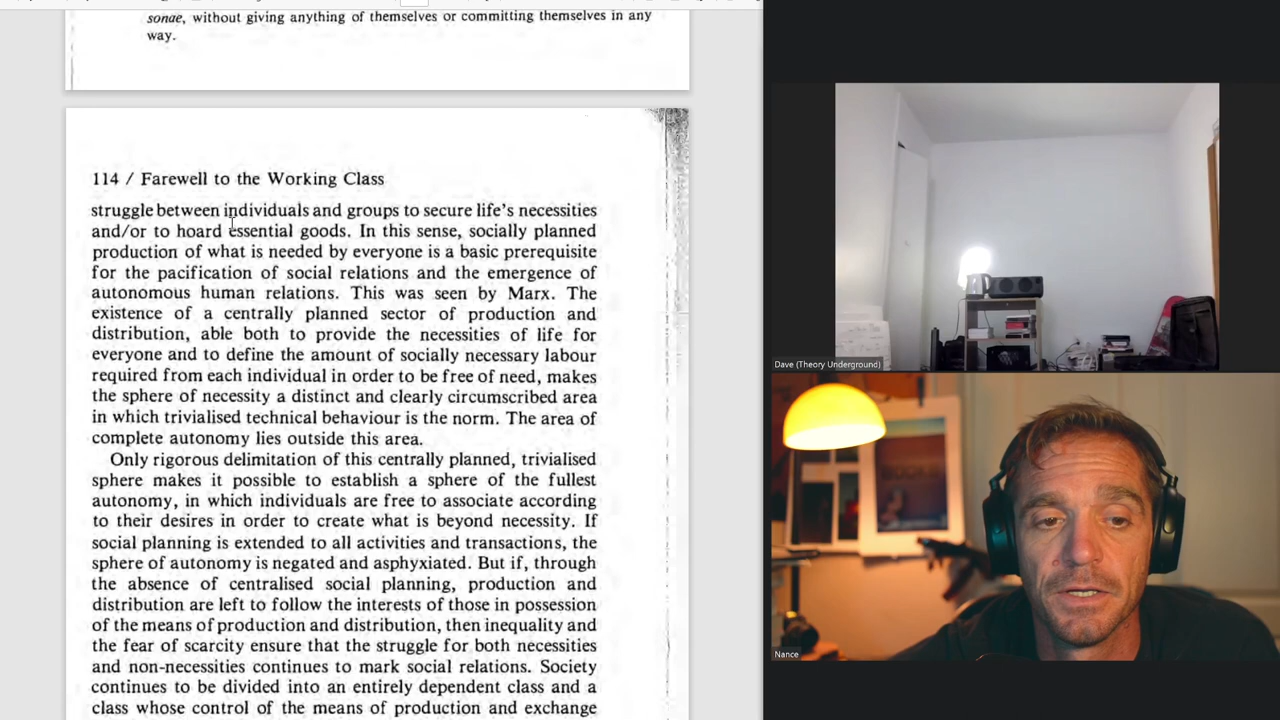 sonae, without giving anything of themselves or committing themselves in any
way.
114 / Farewell to the Working Class
struggle between individuals and groups to secure life's necessities
and/or to hoard essential goods. In this sense, socially planned
production of what is needed by everyone is a basic prerequisite
for the pacification of social relations and the emergence of
autonomous human relations. This was seen by Marx. The
existence of a centrally planned sector of production and
distribution, able both to provide the necessities of life for
everyone and to define the amount of socially necessary labour
required from each individual in order to be free of need, makes
the sphere of necessity a distinct and clearly circumscribed area
in which trivialised technical behaviour is the norm. The area of
complete autonomy lies outside this area.
Only rigorous delimitation of this centrally planned, trivialised
sphere makes it possible to establish a sphere of the fullest
autonomy, in which individuals are free to associate according
to their desires in order to create what is beyond necessity. If
social planning is extended to all activities and transactions, the
sphere of autonomy is negated and asphyxiated. But if, through
the absence of centralised social planning, production and
distribution are left to follow the interests of those in possession
of the means of production and distribution, then inequality and
the fear of scarcity ensure that the struggle for both necessities
and non-necessities continues to mark social relations. Society
continues to be divided into an entirely dependent class and a
class whose control of the means of production and exchange
Dave (Theory Underground)
Nance